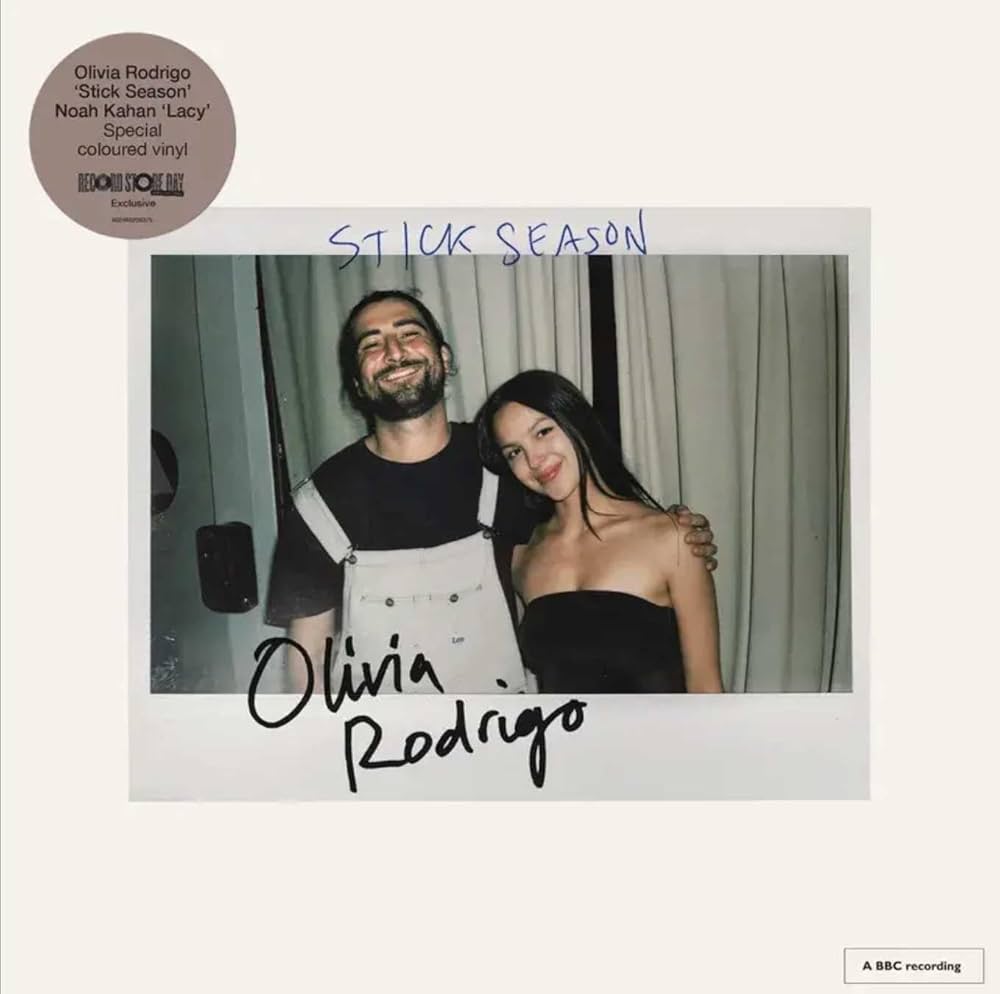 Olivia Rodrigo
‘Stick Season’
Noah Kahan ‘Lacy’
Special
coloured vinyl
RECORD STORE DAY
Exclusive
STICK SEASON
Olivia
Rodrigo
A BBC recording